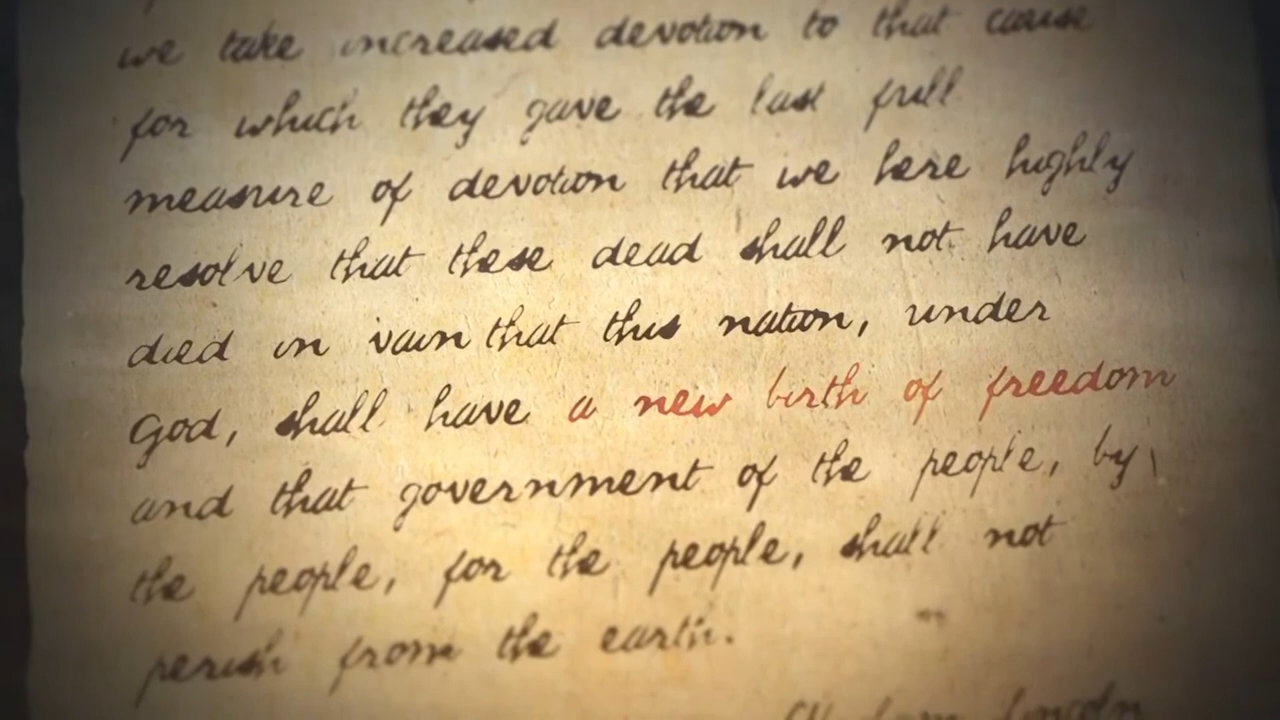 we take increased devotion to that cause
for which they gave the last full
measure of devotion that we here highly
resolve that these dead shall not have
died in vain that this nation, under
God, shall have a new birth of freedom
and that government of the people, by
the people, for the people, shall not
perish from the earth.
Abraham Lincoln